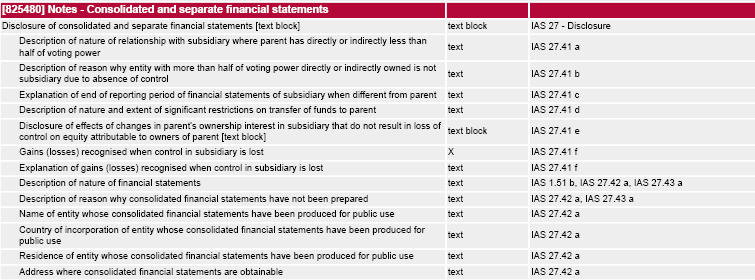 [825480] Notes - Consolidated and separate financial statements
Disclosure of consolidated and separate financial statements [text block] text block IAS 27 - Disclosure
Description of nature of relationship with subsidiary where parent has directly or indirectly less than
half of voting power text IAS 27.41 a
Description of reason why entity with more than half of voting power directly or indirectly owned is not
subsidiary due to absence of control text IAS 27.41 b
Explanation of end of reporting period of financial statements of subsidiary when different from parent text IAS 27.41 c
Description of nature and extent of significant restrictions on transfer of funds to parent text IAS 27.41 d
Disclosure of effects of changes in parent's ownership interest in subsidiary that do not result in loss of
control on equity attributable to owners of parent [text block] text block IAS 27.41 e
Gains (losses) recognised when control in subsidiary is lost X IAS 27.41 f
Explanation of gains (losses) recognised when control in subsidiary is lost text IAS 27.41 f
Description of nature of financial statements text IAS 1.51 b, IAS 27.42 a, IAS 27.43 a
Description of reason why consolidated financial statements have not been prepared text IAS 27.42 a, IAS 27.43 a
Name of entity whose consolidated financial statements have been produced for public use text IAS 27.42 a
Country of incorporation of entity whose consolidated financial statements have been produced for
public use text IAS 27.42 a
Residence of entity whose consolidated financial statements have been produced for public use text IAS 27.42 a
Address where consolidated financial statements are obtainable text IAS 27.42 a